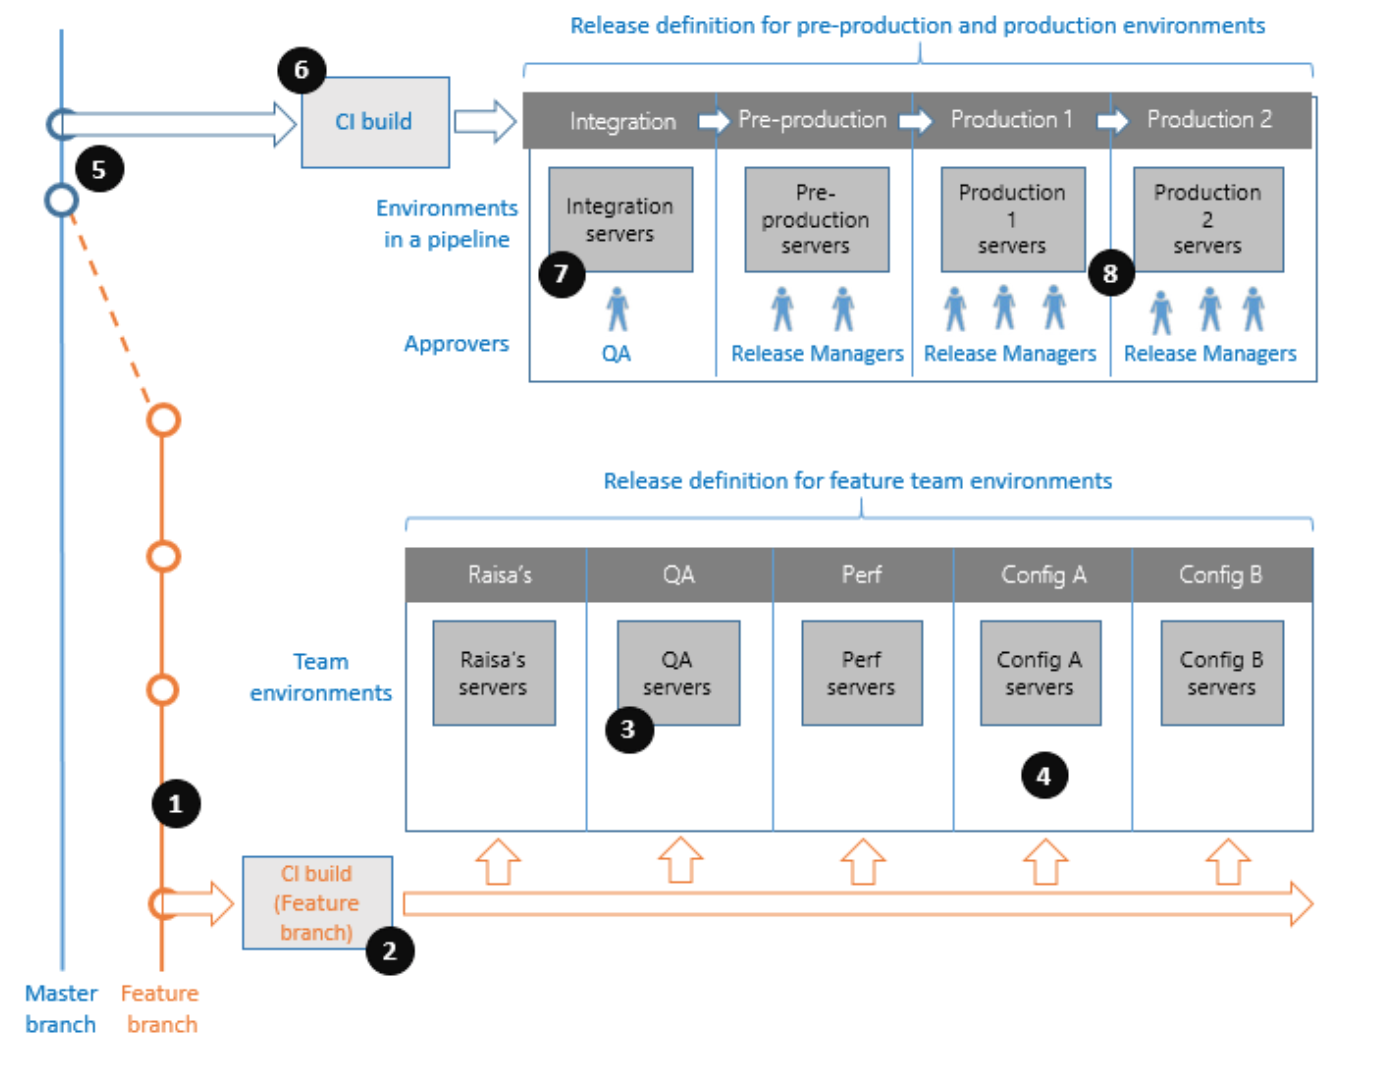 Release definition for pre-production and production environments
6
CI build
Integration
Pre-production
Production 1
Production 2
5
Environments
in a pipeline
Integration
servers
Pre-
production
servers
Production
1
servers
Production
2
servers
7
8
Approvers
QA
Release Managers
Release Managers
Release Managers
Release definition for feature team environments
Raisa's
QA
Perf
Config A
Config B
Team
environments
Raisa's
servers
QA
servers
Perf
servers
Config A
servers
Config B
servers
3
4
1
CI build
(Feature
branch)
2
Master
branch
Feature
branch